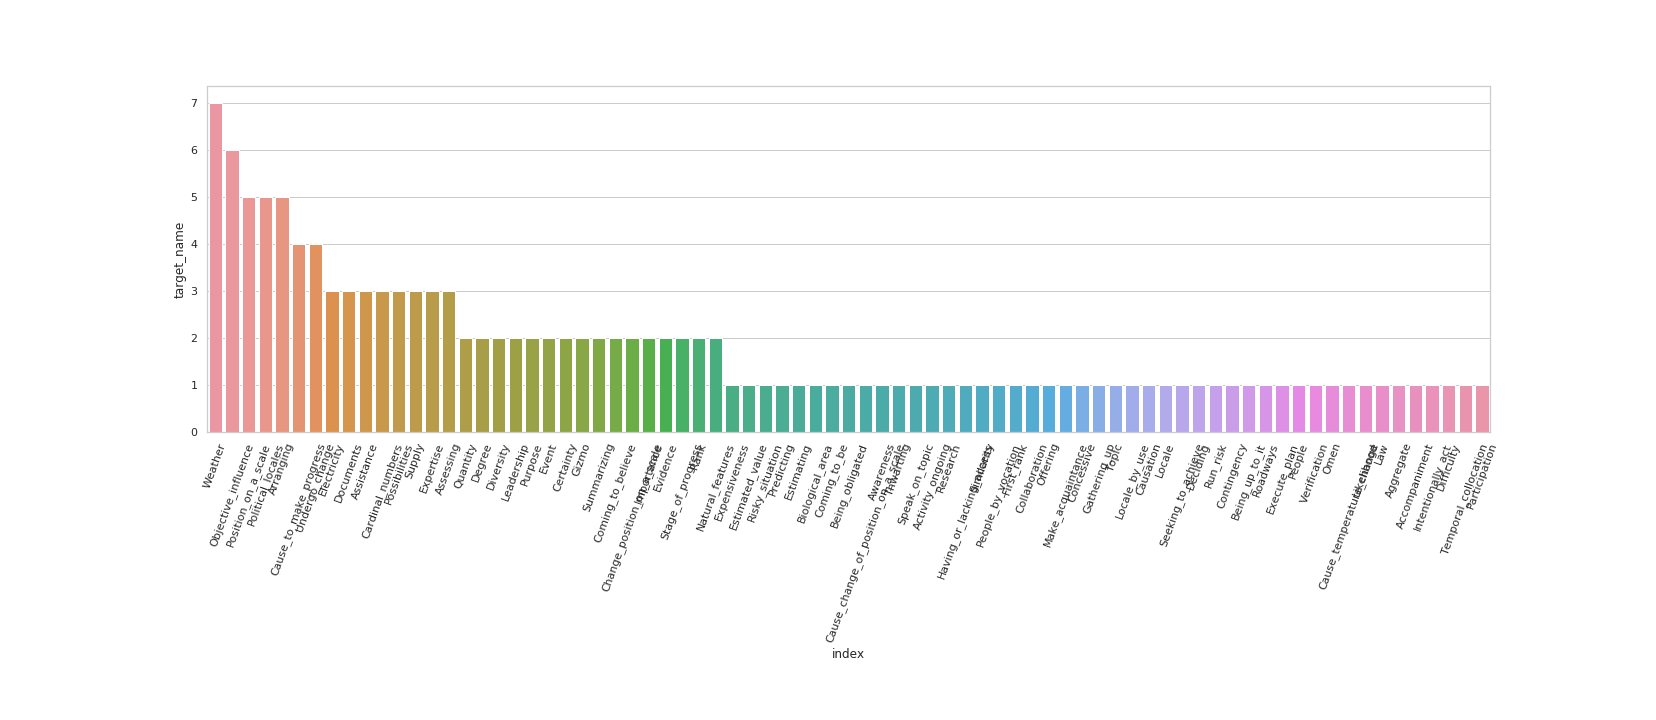 7
6
5
4
3
2
1
0
target_name
Weather
Objective_influence
Position_on_a_scale
Political_locales
Arranging
Cause_to_make_progress
Undergo_change
Electricity
Documents
Assistance
Cardinal_numbers
Possibilities
Supply
Expertise
Assessing
Quantity
Degree
Diversity
Leadership
Purpose
Event
Certainty
Gizmo
Summarizing
Coming_to_believe
Change_position_on_a_scale
Importance
Evidence
Stage_of_progress
Rank
Natural_features
Expensiveness
Estimated_value
Risky_situation
Predicting
Estimating
Biological_area
Coming_to_be
Being_obligated
Cause_change_of_position_on_a_scale
Awareness
Inwarding
Speak_on_topic
Activity_ongoing
Research
Having_or_lacking_access
People_by_vocation
First_rank
Collaboration
Offering
Make_acquaintance
Concessive
Gathering_up
Topic
Locale_by_use
Causation
Locale
Seeking_to_achieve
Deciding
Run_risk
Contingency
Being_up_to_it
Roadways
Execute_plan
People
Verification
Omen
Cause_temperature_change
Law
Aggregate
Accompaniment
Intentionally_act
Difficulty
Temporal_collocation
Participation
index